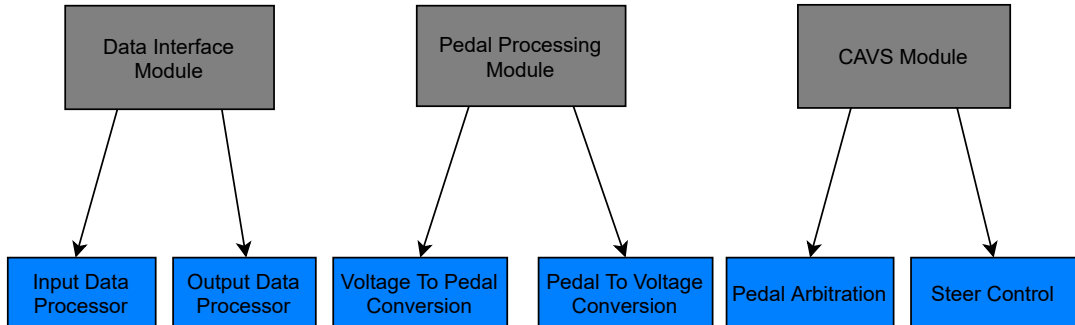 Data Interface
Module
Pedal Processing
Module
CAVS Module
Input Data
Processor
Output Data
Processor
Voltage To Pedal
Conversion
Pedal To Voltage
Conversion
Pedal Arbitration
Steer Control